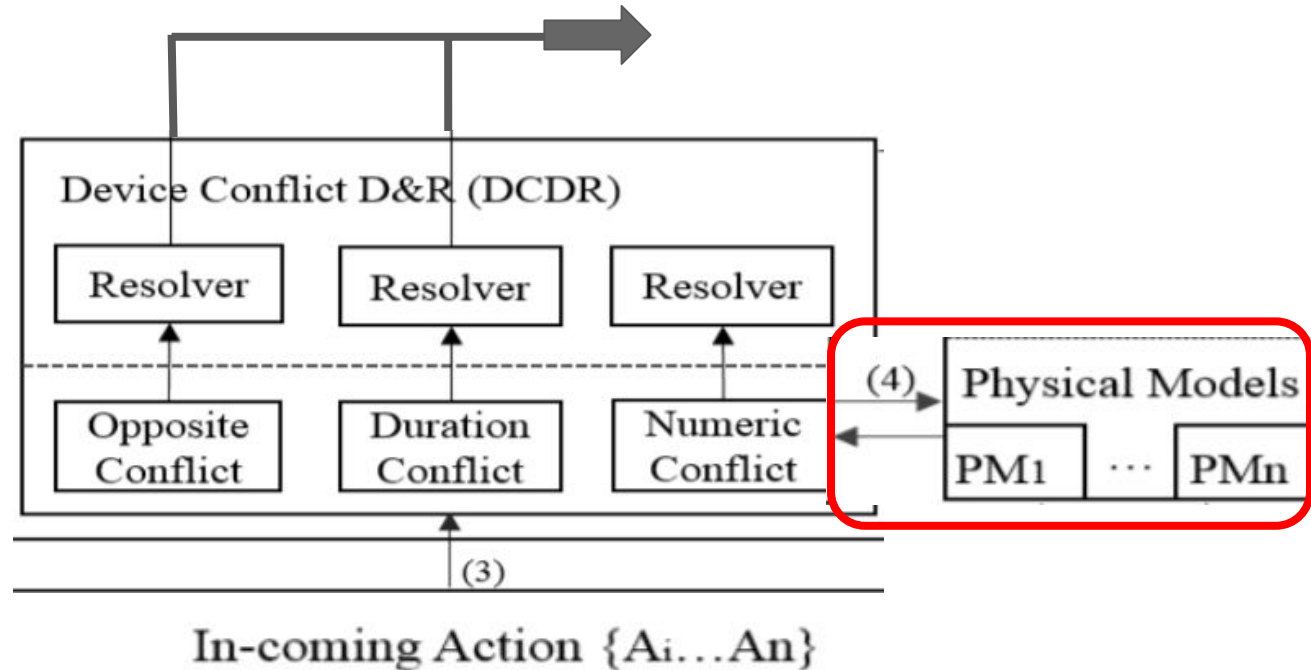 Device Conflict D&R (DCDR)
Resolver
Resolver
Resolver
Opposite
Conflict
Duration
Conflict
Numeric
Conflict
(4)
Physical Models
PM1 ... PMn
(3)
In-coming Action {Ai...An}